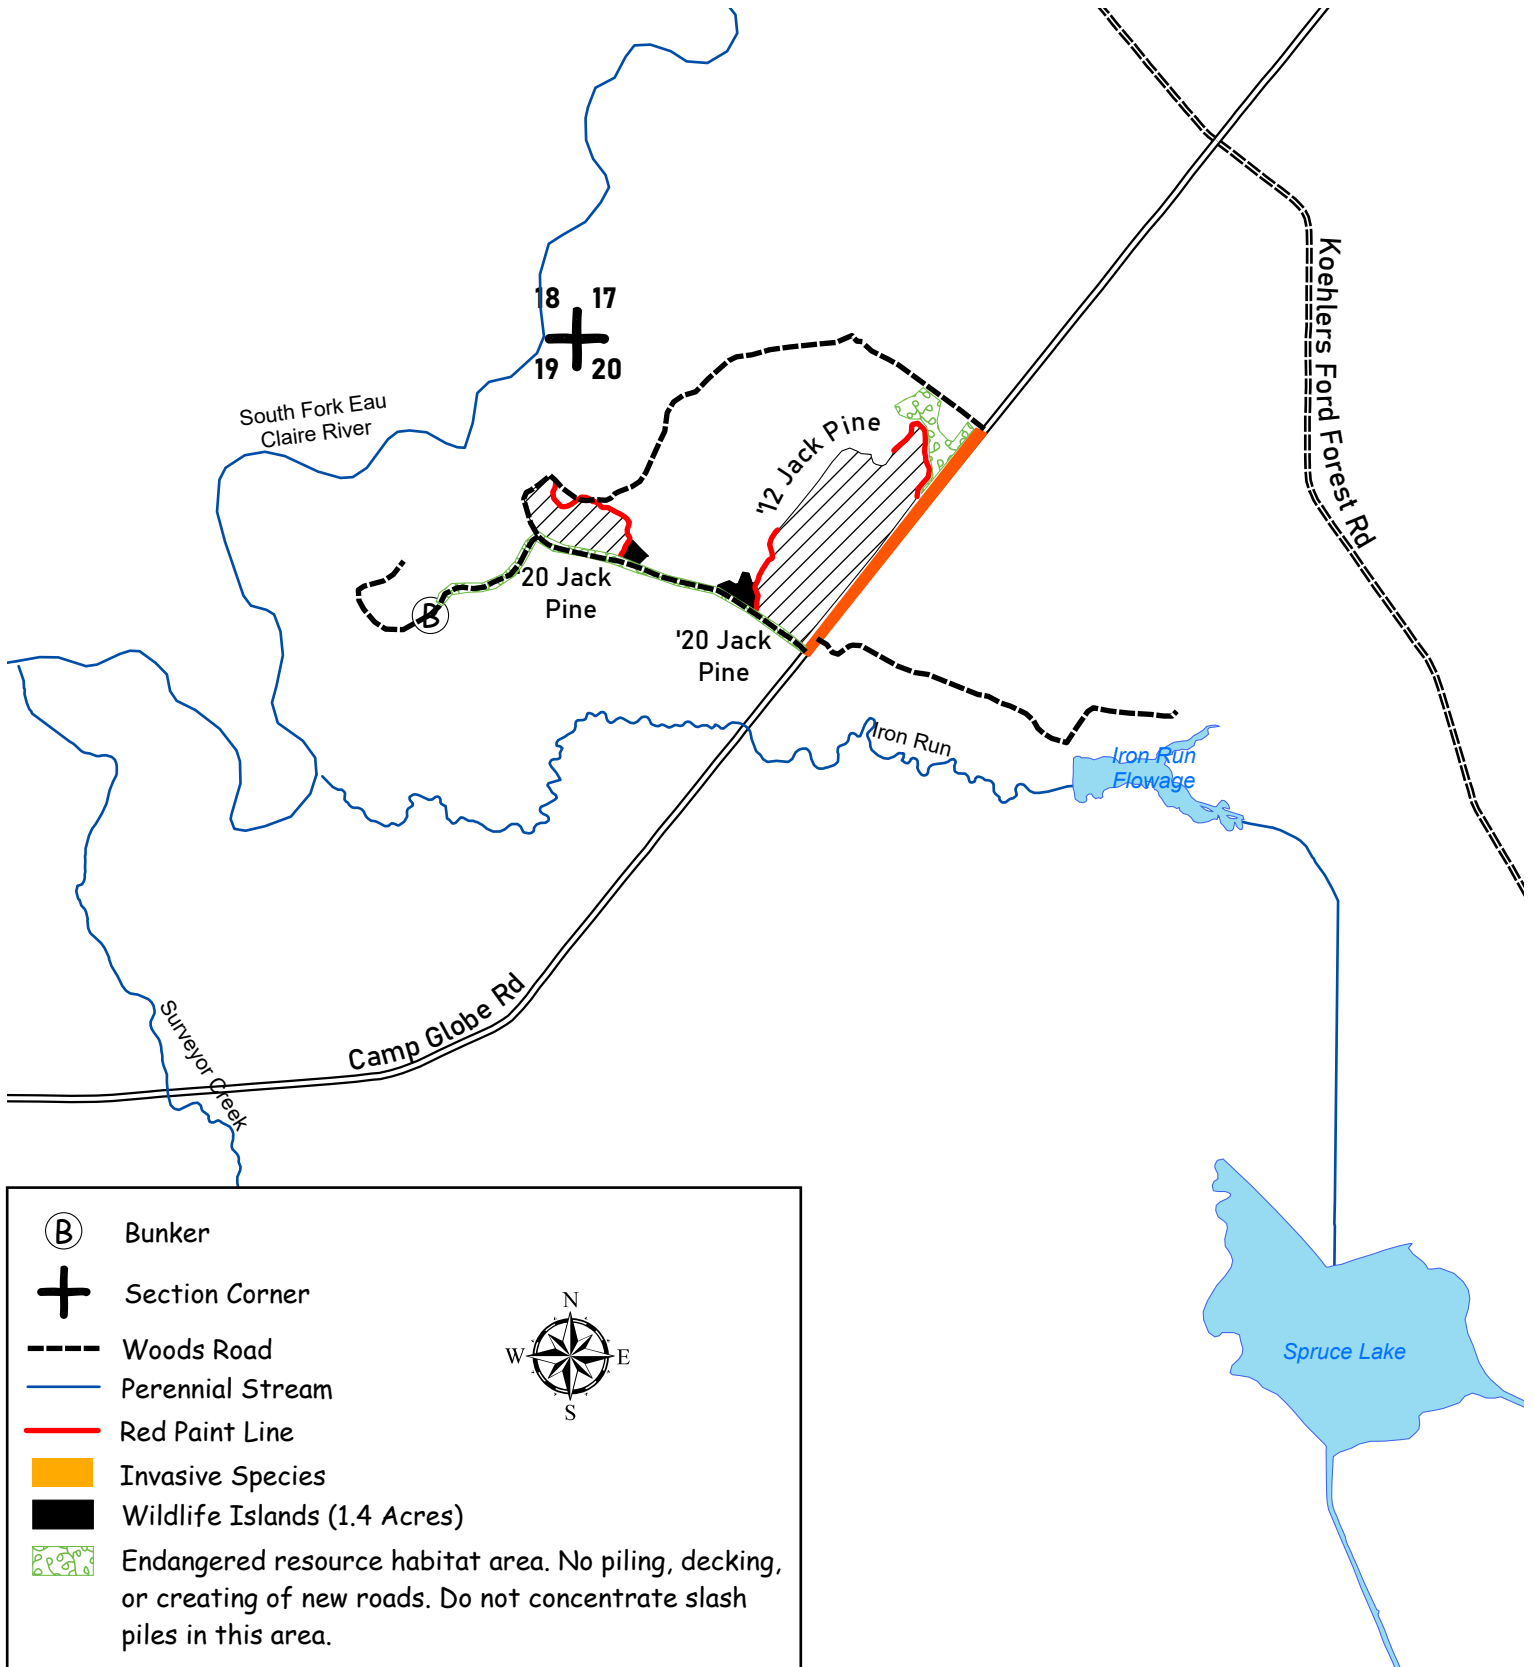 Koehlers Ford Forest Rd
18 17
19 20
South Fork Eau
Claire River
'12 Jack Pine
20 Jack
Pine
B
'20 Jack
Pine
Iron Run
Iron Run
Flowage
Camp Globe Rd
Surveyor Creek
Spruce Lake
B Bunker
Section Corner
Woods Road
Perennial Stream
Red Paint Line
Invasive Species
Wildlife Islands (1.4 Acres)
Endangered resource habitat area. No piling, decking,
or creating of new roads. Do not concentrate slash
piles in this area.
N
W E
S